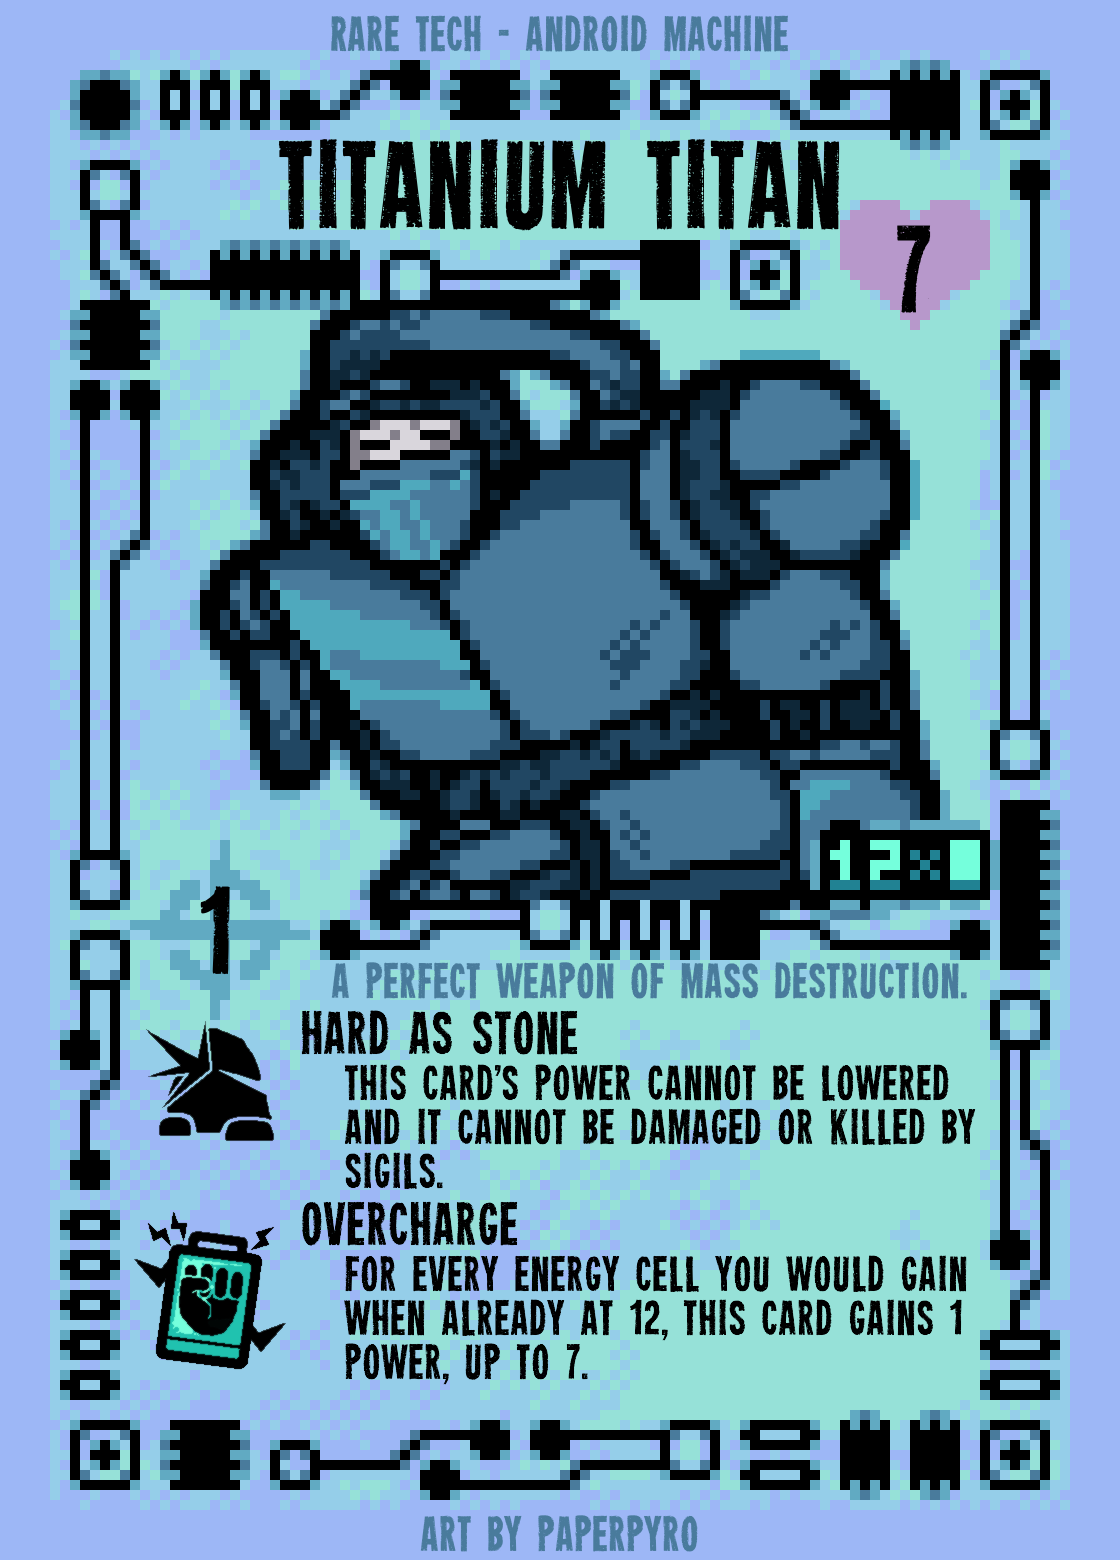 RARE TECH - ANDROID MACHINE
TITANIUM TITAN
7
12x
1
A PERFECT WEAPON OF MASS DESTRUCTION.
HARD AS STONE
THIS CARD'S POWER CANNOT BE LOWERED
AND IT CANNOT BE DAMAGED OR KILLED BY
SIGILS.
OVERCHARGE
FOR EVERY ENERGY CELL YOU WOULD GAIN
WHEN ALREADY AT 12, THIS CARD GAINS 1
POWER, UP TO 7.
ART BY PAPERPYRO